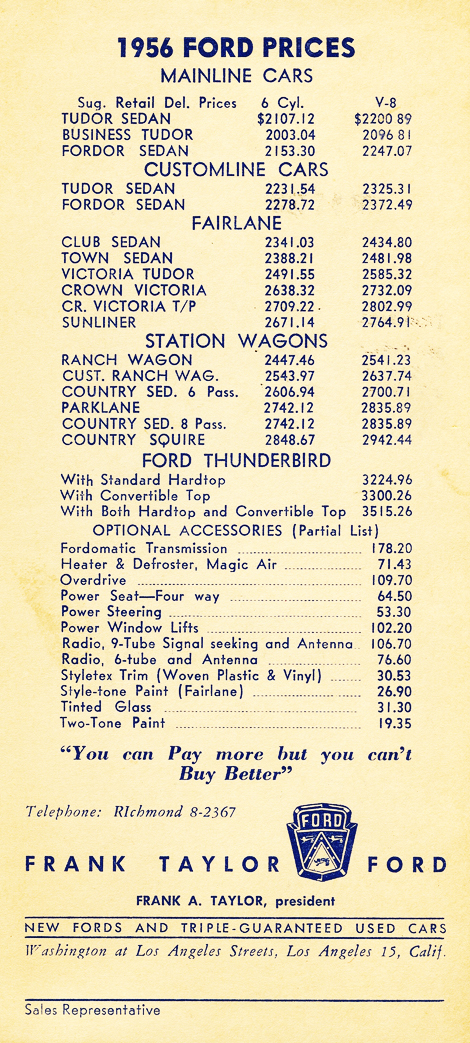 1956 FORD PRICES
MAINLINE CARS
Sug. Retail Del. Prices 6 Cyl. V-8
TUDOR SEDAN $2107.12 $2200 89
BUSINESS TUDOR 2003.04 2096 81
FORDOR SEDAN 2153.30 2247.07
CUSTOMLINE CARS
TUDOR SEDAN 2231.54 2325.31
FORDOR SEDAN 2278.72 2372.49
FAIRLANE
CLUB SEDAN 2341.03 2434.80
TOWN SEDAN 2388.21 2481.98
VICTORIA TUDOR 2491.55 2585.32
CROWN VICTORIA 2638.32 2732.09
CR. VICTORIA T/P 2709.22 2802.99
SUNLINER 2671.14 2764.91
STATION WAGONS
RANCH WAGON 2447.46 2541.23
CUST. RANCH WAG. 2543.97 2637.74
COUNTRY SED. 6 Pass. 2606.94 2700.71
PARKLANE 2742.12 2835.89
COUNTRY SED. 8 Pass. 2742.12 2835.89
COUNTRY SQUIRE 2848.67 2942.44
FORD THUNDERBIRD
With Standard Hardtop 3224.96
With Convertible Top 3300.26
With Both Hardtop and Convertible Top 3515.26
OPTIONAL ACCESSORIES (Partial List)
Fordomatic Transmission 178.20
Heater & Defroster, Magic Air 71.43
Overdrive 109.70
Power Seat—Four way 64.50
Power Steering 53.30
Power Window Lifts 102.20
Radio, 9-Tube Signal seeking and Antenna 106.70
Radio, 6-tube and Antenna 76.60
Styletex Trim (Woven Plastic & Vinyl) 30.53
Style-tone Paint (Fairlane) 26.90
Tinted Glass 31.30
Two-Tone Paint 19.35
"You can Pay more but you can't
Buy Better"
Telephone: RIchmond 8-2367
FORD
FRANK TAYLOR FORD
FRANK A. TAYLOR, president
NEW FORDS AND TRIPLE-GUARANTEED USED CARS
Washington at Los Angeles Streets, Los Angeles 15, Calif.
Sales Representative